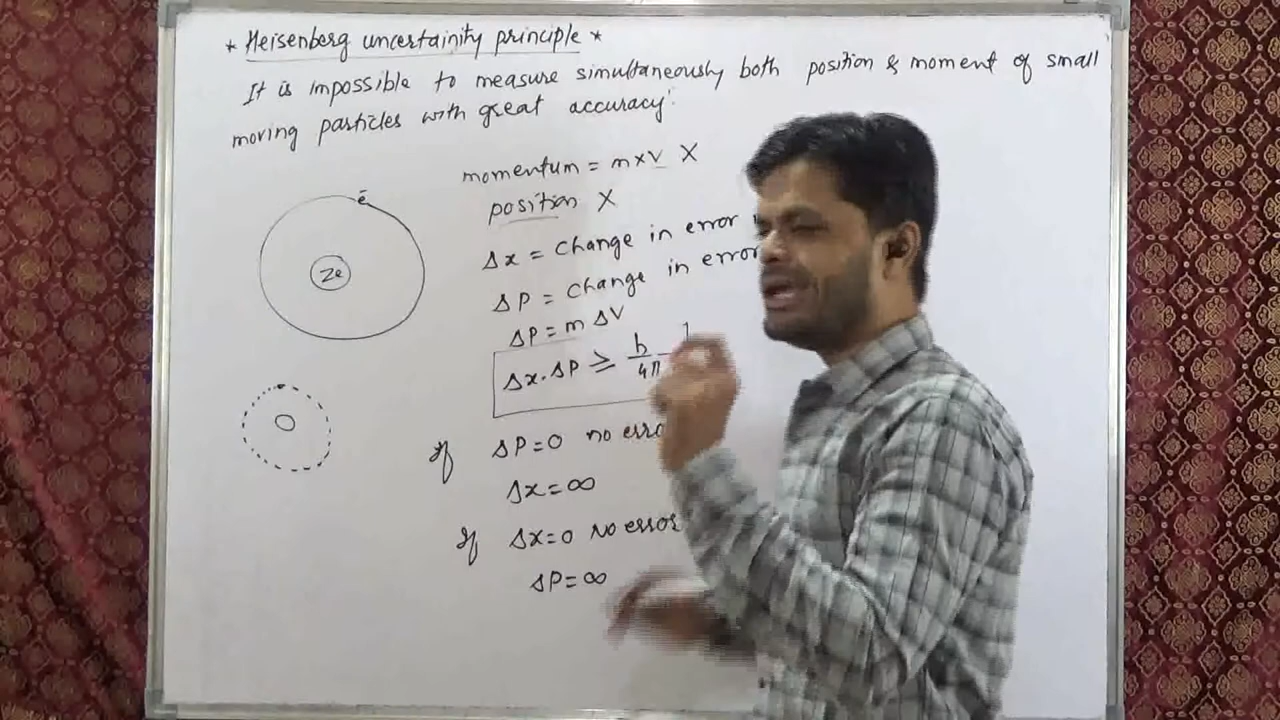 * Heisenberg uncertainity principle *
It is impossible to measure simultaneously both position & moment of small
moving particles with great accuracy.
momentum = m×v X
position X
ē
Ze
Δx = change in error
ΔP = change in error
ΔP = m ΔV
Δx.ΔP ≥ h/4π
If ΔP=0 no
Δx=∞
If Δx=0 No error
ΔP=∞